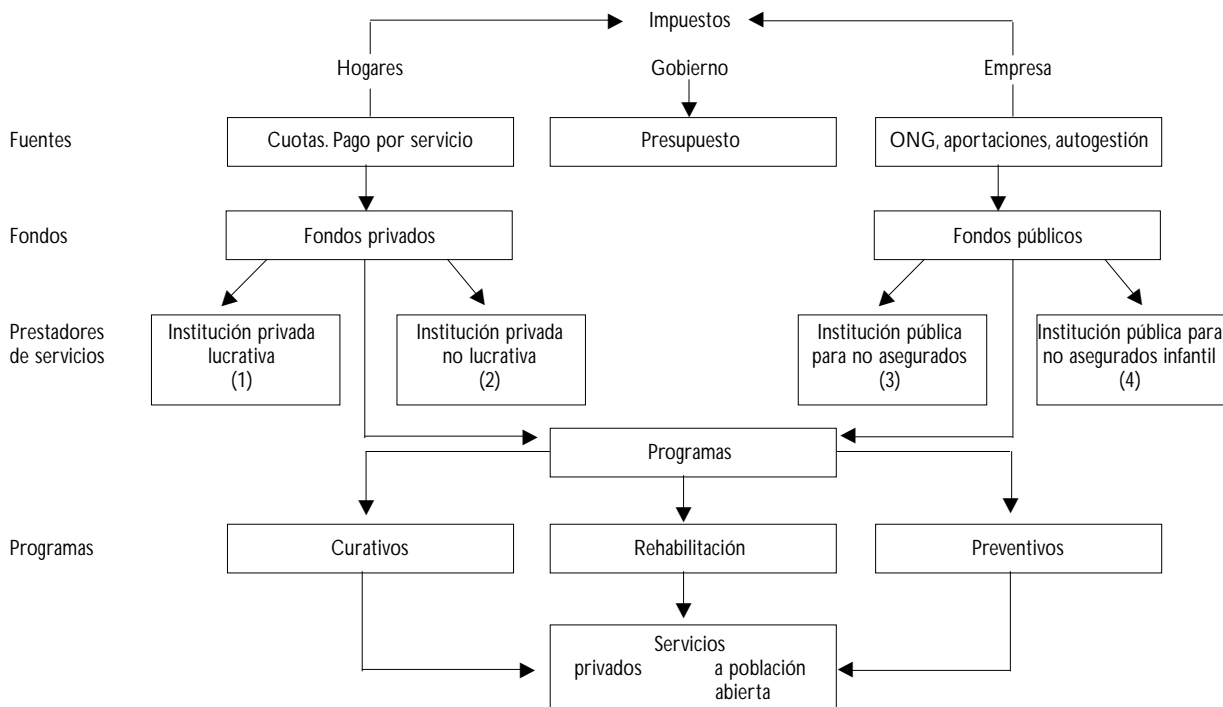 Impuestos
Hogares
Gobierno
Empresa
Fuentes
Cuotas. Pago por servicio
Presupuesto
ONG, aportaciones, autogestión
Fondos
Fondos privados
Fondos públicos
Prestadores
de servicios
Institución privada
lucrativa
(1)
Institución privada
no lucrativa
(2)
Institución pública
para no asegurados
(3)
Institución pública para
no asegurados infantil
(4)
Programas
Programas
Curativos
Rehabilitación
Preventivos
Servicios
privados a población
abierta